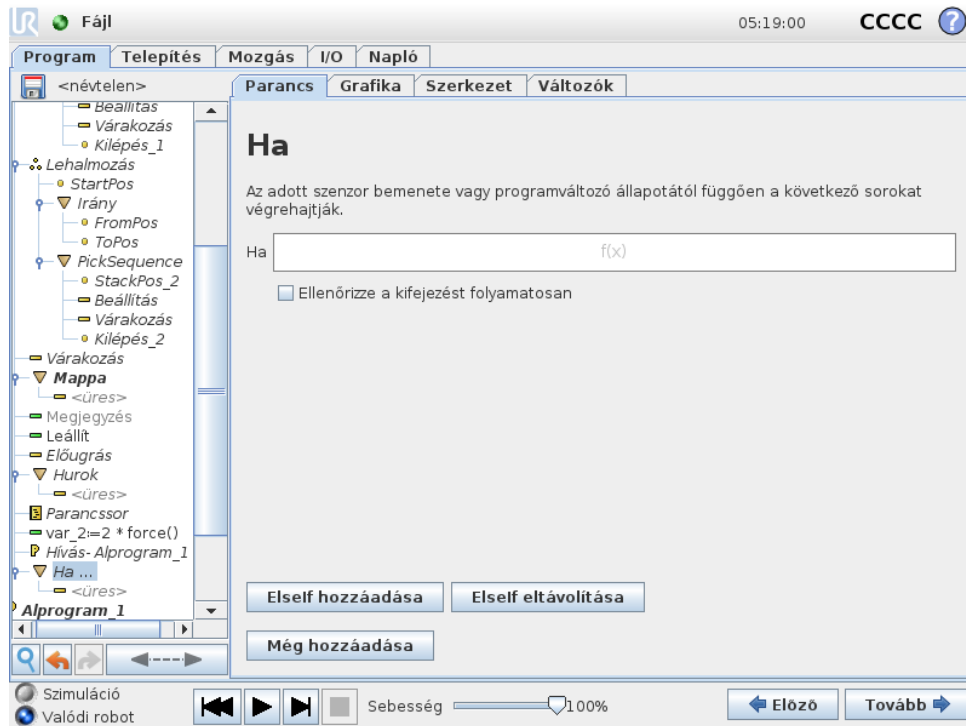 UR Fájl 05:19:00 CCCC ?
Program Telepítés Mozgás I/O Napló
<névtelen>
Parancs Grafika Szerkezet Változók
Beállítás
Várakozás
Kilépés_1
Lehalmozás
StartPos
Irány
FromPos
ToPos
PickSequence
StackPos_2
Beállítás
Várakozás
Kilépés_2
Várakozás
Mappa
<üres>
Megjegyzés
Leállít
Előugrás
Hurok
<üres>
Parancssor
var_2:=2 * force()
Hívás- Alprogram_1
Ha ...
<üres>
Alprogram_1
Ha
Az adott szenzor bemenete vagy programváltozó állapotától függően a következő sorokat
végrehajtják.
Ha f(x)
Ellenőrizze a kifejezést folyamatosan
Elself hozzáadása Elself eltávolítása
Még hozzáadása
Szimuláció
Valódi robot
Sebesség 100%
Előző Tovább